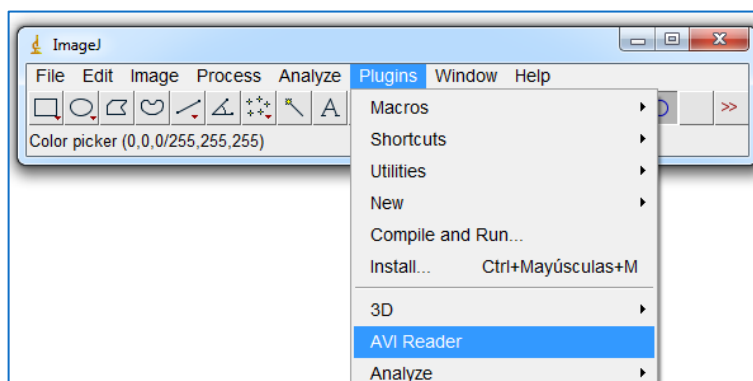 ImageJ
File Edit Image Process Analyze Plugins Window Help
A >>
Color picker (0,0,0/255,255,255)
Macros
Shortcuts
Utilities
New
Compile and Run...
Install... Ctrl+Mayúsculas+M
3D
AVI Reader
Analyze